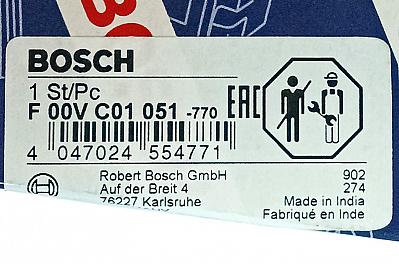 BOSCH
1 St/Pc
F 00V C01 051 -770
EAC
4 047024 554771
Robert Bosch GmbH
Auf der Breit 4
76227 Karlsruhe
902
274
Made in India
Fabriqué en Inde